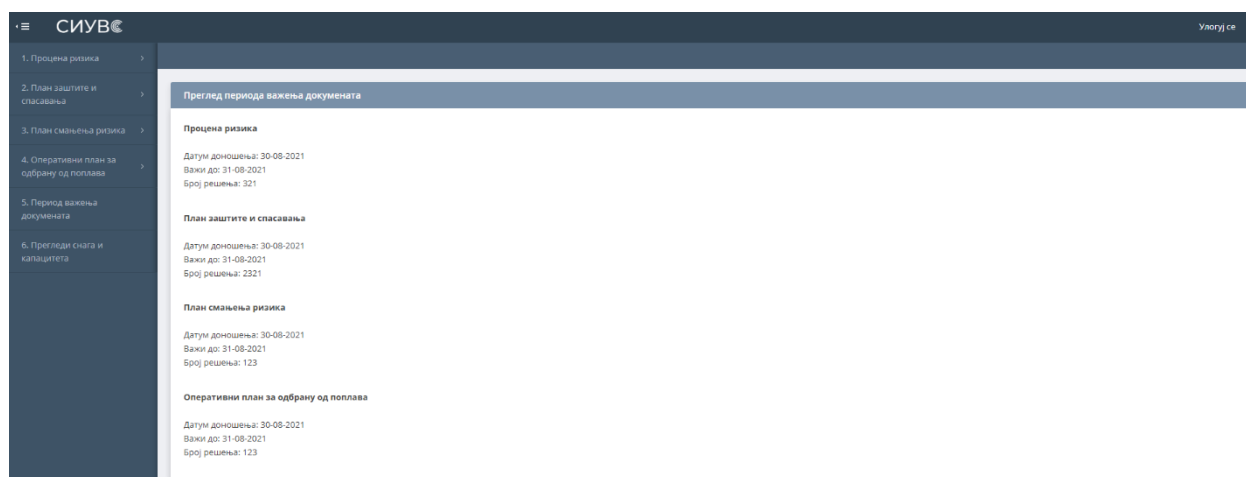 СИУВС
Улогуј се
1. Процена ризика
2. План заштите и
спасавања
3. План смањења ризика
4. Оперативни план за
одбрану од поплава
5. Период важења
докумената
6. Прегледи снага и
капацитета
Преглед периода важења докумената
Процена ризика
Датум доношења: 30-08-2021
Важи до: 31-08-2021
Број решења: 321
План заштите и спасавања
Датум доношења: 30-08-2021
Важи до: 31-08-2021
Број решења: 2321
План смањења ризика
Датум доношења: 30-08-2021
Важи до: 31-08-2021
Број решења: 123
Оперативни план за одбрану од поплава
Датум доношења: 30-08-2021
Важи до: 31-08-2021
Број решења: 123